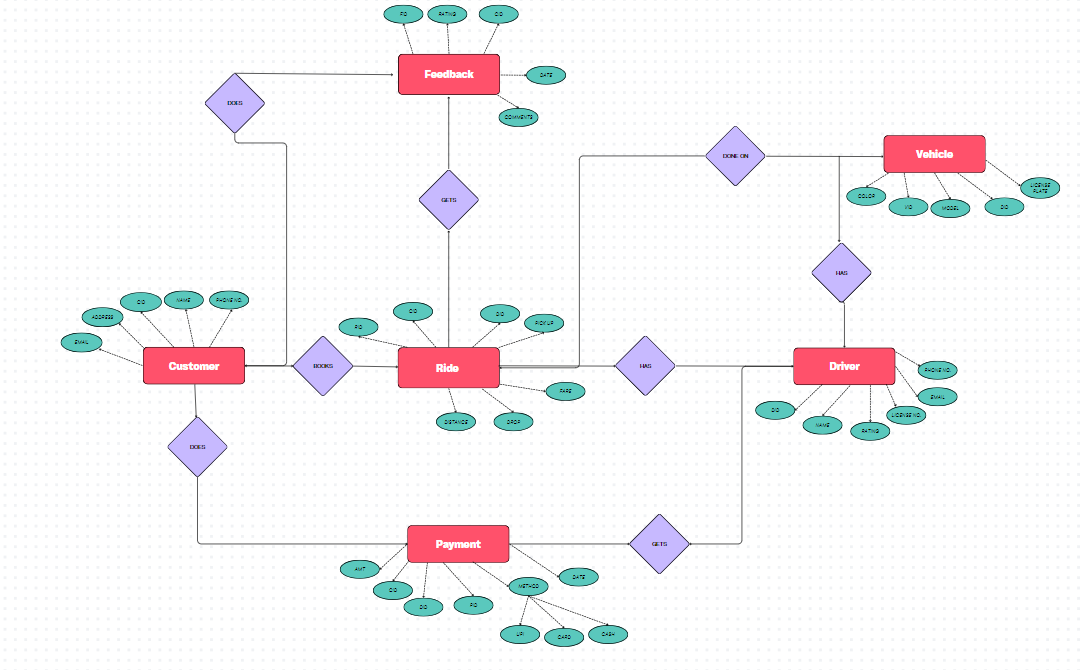 FID
RATING
CID
Feedback
DATE
COMMENTS
DOES
DONE ON
Vehicle
COLOR
VID
MODEL
DID
LICENSE
PLATE
GETS
HAS
ADDRESS
CID
NAME
PHONE NO.
EMAIL
Customer
BOOKS
CID
DID
PICK UP
Ride
FARE
DISTANCE
DROP
HAS
Driver
PHONE NO.
EMAIL
LICENSE NO.
DID
NAME
RATING
DOES
Payment
GETS
AMT
CID
DID
PID
METHOD
DATE
UPI
CARD
CASH